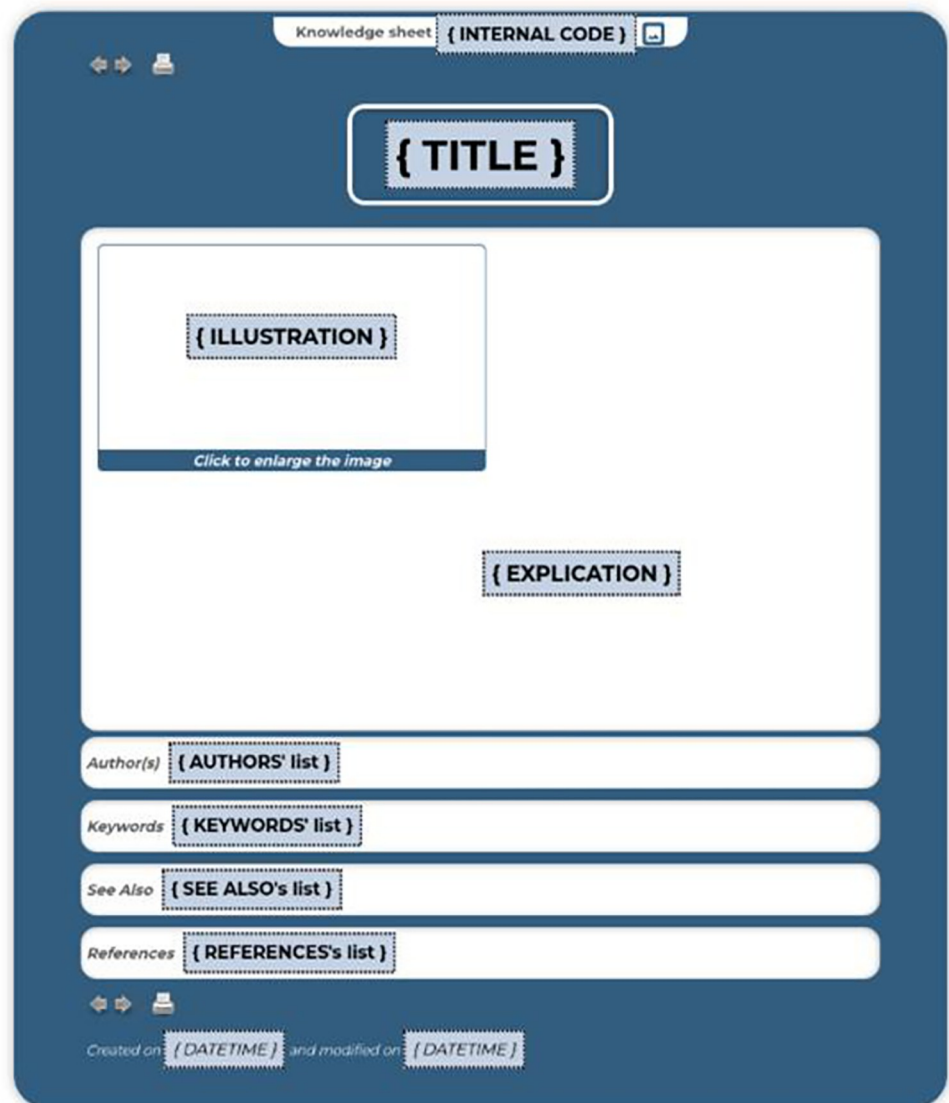 Knowledge sheet { INTERNAL CODE }
{ TITLE }
{ ILLUSTRATION }
Click to enlarge the image
{ EXPLICATION }
Author(s) { AUTHORS' list }
Keywords { KEYWORDS' list }
See Also { SEE ALSO's list }
References { REFERENCES's list }
Created on { DATETIME } and modified on { DATETIME }